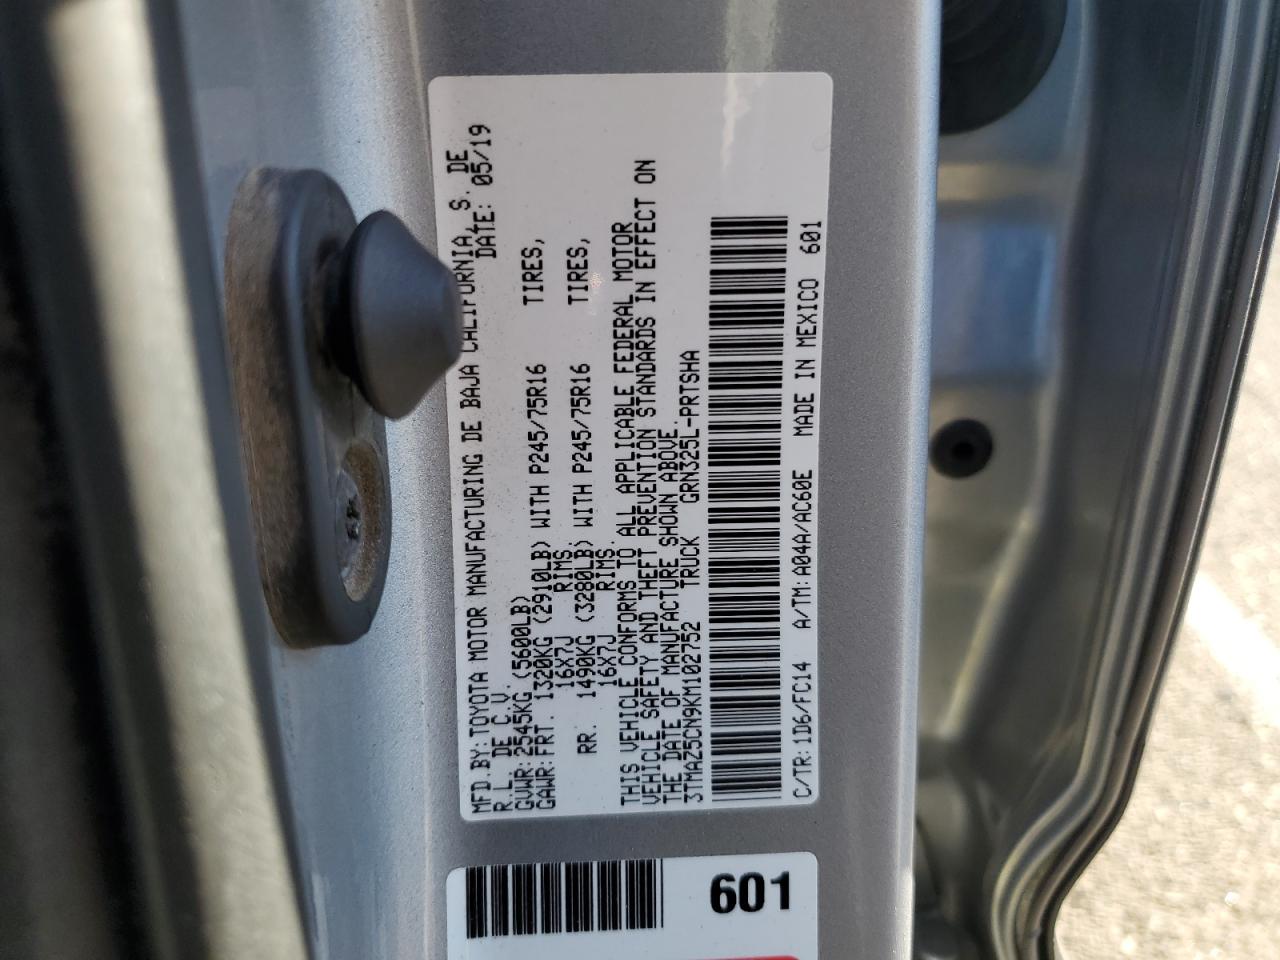 MFD.BY:TOYOTA MOTOR MANUFACTURING DE BAJA CALIFORNIA, S. DE
R.L. DE C.V. DATE: 05/19
GVWR:2545KG (5600LB)
GAWR:FRT. 1320KG (2910LB) WITH P245/75R16 TIRES,
16X7J RIMS.
RR. 1490KG (3280LB) WITH P245/75R16 TIRES,
16X7J RIMS.
THIS VEHICLE CONFORMS TO ALL APPLICABLE FEDERAL MOTOR
VEHICLE SAFETY AND THEFT PREVENTION STANDARDS IN EFFECT ON
THE DATE OF MANUFACTURE SHOWN ABOVE.
3TMAZ5CN9KM102752 TRUCK GRN325L-PRTSHA
C/TR:1D6/FC14 A/TM:A04A/AC60E MADE IN MEXICO 601
601